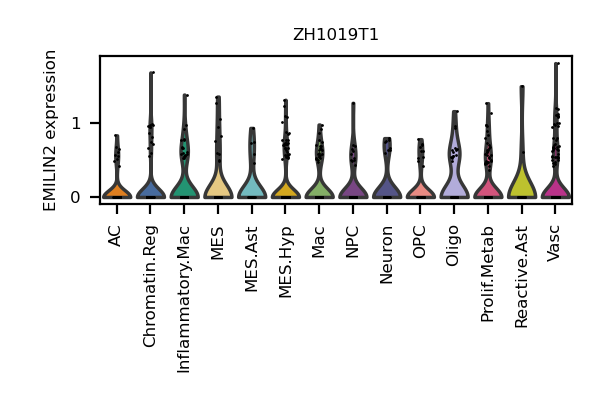 ZH1019T1
EMILIN2 expression
1
0
AC
Chromatin.Reg
Inflammatory.Mac
MES
MES.Ast
MES.Hyp
Mac
NPC
Neuron
OPC
Oligo
Prolif.Metab
Reactive.Ast
Vasc